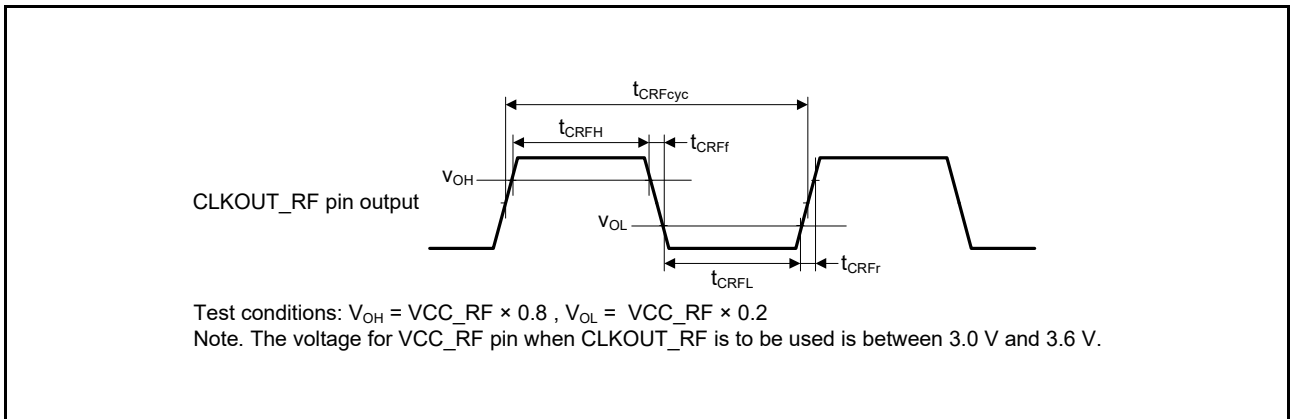 tCRFcyc
tCRFH
tCRFf
VOH
CLKOUT_RF pin output
VOL
tCRFL
tCRFr
Test conditions: VOH = VCC_RF × 0.8 , VOL = VCC_RF × 0.2
Note. The voltage for VCC_RF pin when CLKOUT_RF is to be used is between 3.0 V and 3.6 V.